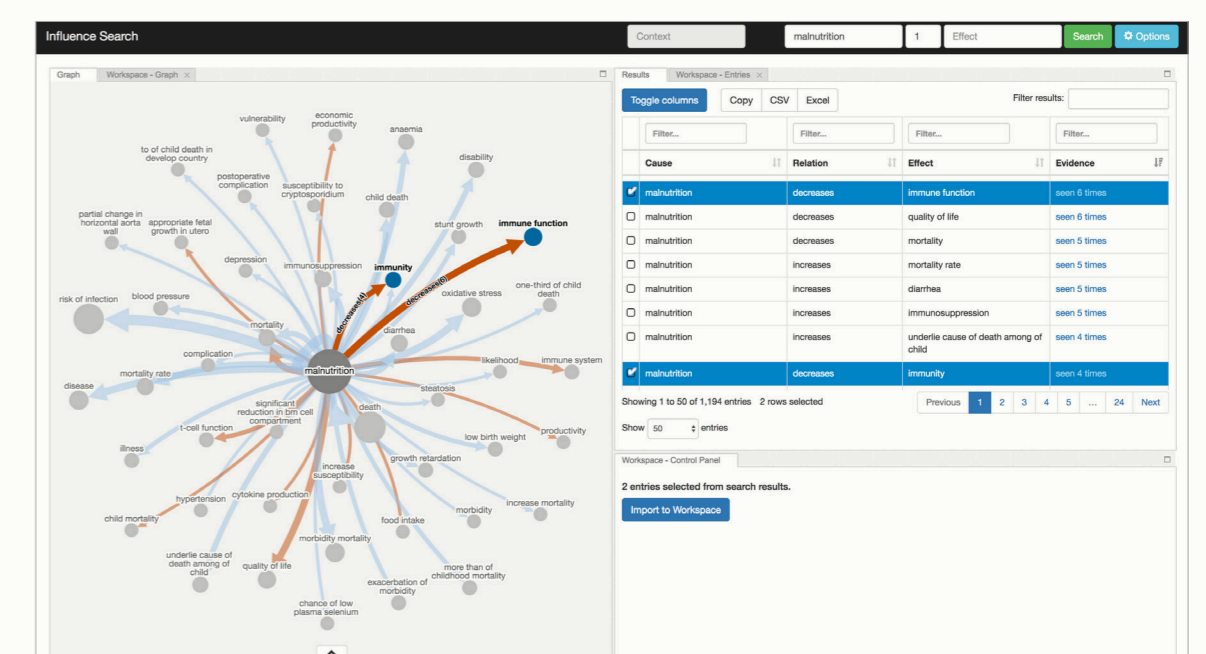 Influence Search
Context
malnutrition
1
Effect
Search
Options
Graph
Workspace - Graph ×
vulnerability
economic
productivity
anaemia
to of child death in
develop country
disability
postoperative
complication
susceptibility to
cryptosporidium
child death
partial change in
horizontal aorta
wall
appropriate fetal
growth in utero
stunt growth
immune function
depression
immunosuppression
immunity
decreases(4)
decreases(6)
risk of infection
blood pressure
oxidative stress
one-third of child
death
mortality
diarrhea
complication
malnutrition
likelihood
immune system
disease
mortality rate
steatosis
significant
reduction in bm cell
compartment
death
t-cell function
low birth weight
productivity
illness
growth retardation
increase
susceptibility
hypertension
cytokine production
increase mortality
child mortality
food intake
morbidity
morbidity mortality
underlie cause of
death among of
child
quality of life
more than of
childhood mortality
exacerbation of
morbidity
chance of low
plasma selenium
Results
Workspace - Entries ×
Toggle columns
Copy
CSV
Excel
Filter results:
Filter...
Filter...
Filter...
Filter...
Cause Relation Effect Evidence
malnutrition decreases immune function seen 6 times
malnutrition decreases quality of life seen 6 times
malnutrition decreases mortality seen 5 times
malnutrition increases mortality rate seen 5 times
malnutrition increases diarrhea seen 5 times
malnutrition increases immunosuppression seen 5 times
malnutrition increases underlie cause of death among of seen 4 times
child
malnutrition decreases immunity seen 4 times
Showing 1 to 50 of 1,194 entries 2 rows selected
Previous 1 2 3 4 5 ... 24 Next
Show 50 entries
Workspace - Control Panel
2 entries selected from search results.
Import to Workspace